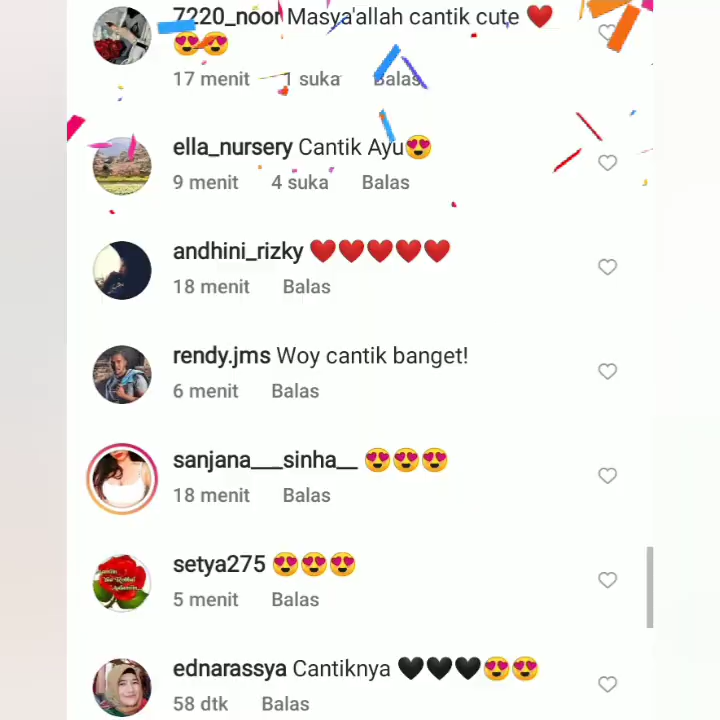 7220_noor Masya'allah cantik cute ❤️
😍😍
17 menit 1 suka Balas
ella_nursery Cantik Ayu😍
9 menit 4 suka Balas
andhini_rizky ❤️❤️❤️❤️❤️
18 menit Balas
rendy.jms Woy cantik banget!
6 menit Balas
sanjana___sinha__ 😍😍😍
18 menit Balas
setya275 😍😍😍
5 menit Balas
ednarassya Cantiknya 🖤🖤🖤😍😍
58 dtk Balas